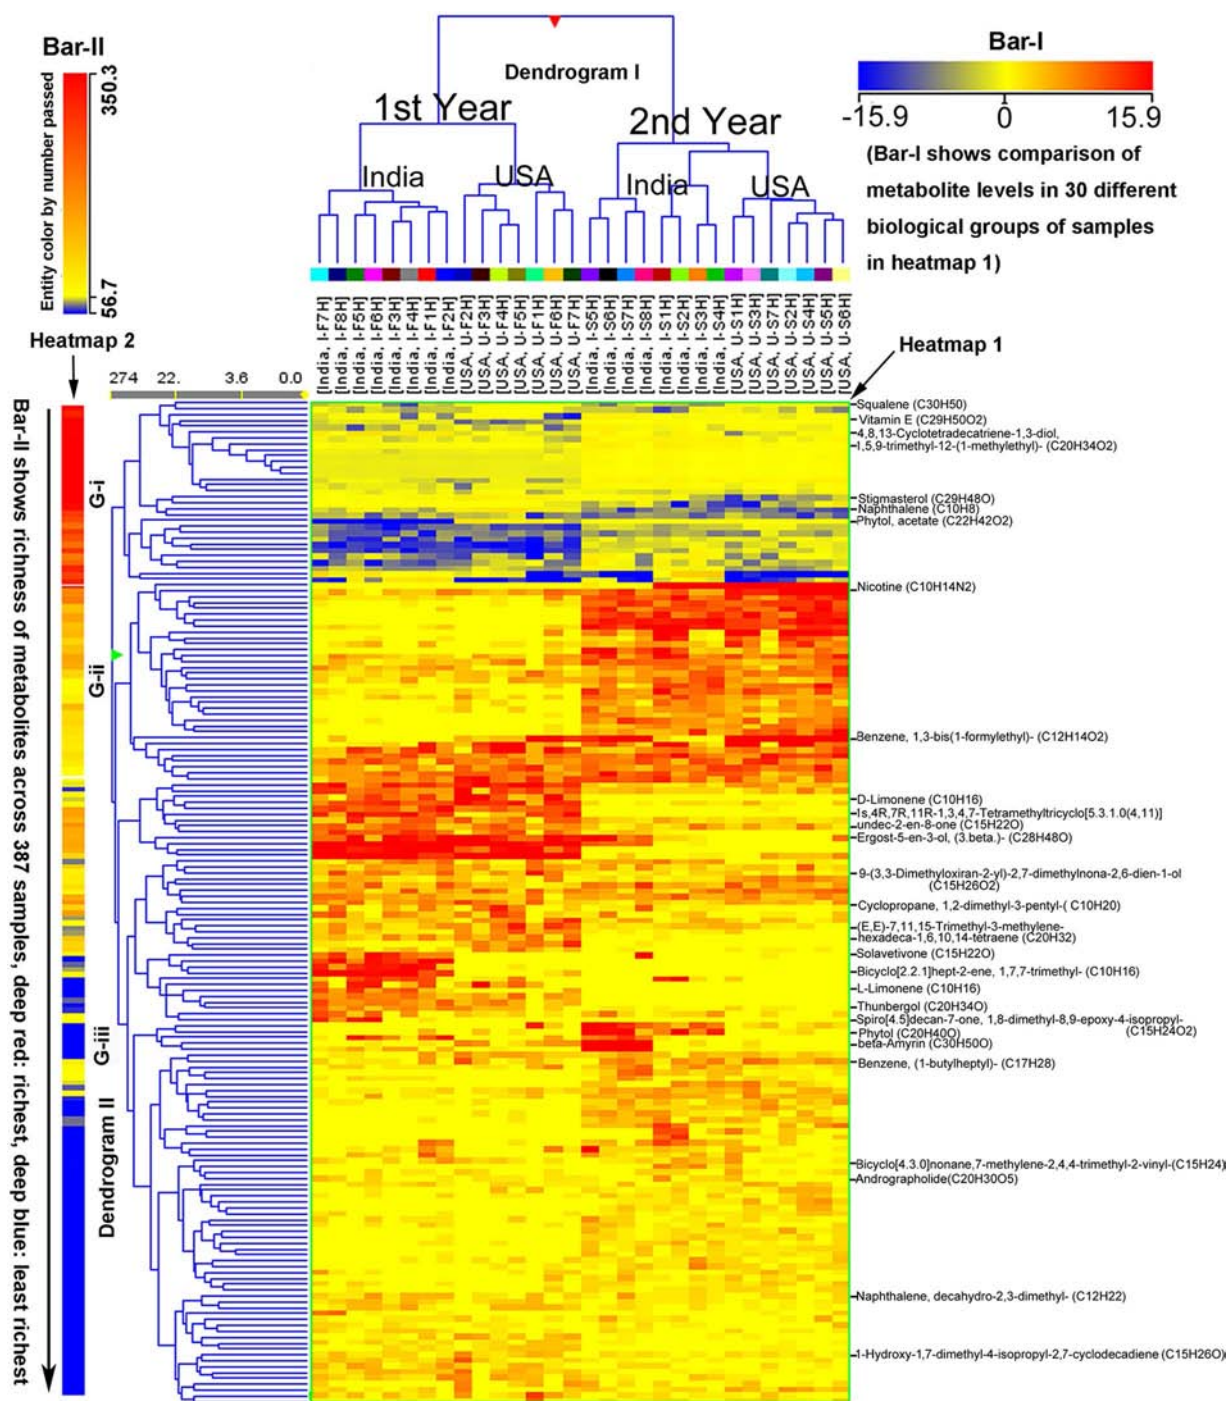 Bar-II
Entity color by number passed
350.3
56.7
Heatmap 2
Dendrogram I
1st Year
2nd Year
India
USA
India
USA
Bar-I
-15.9 0 15.9
(Bar-I shows comparison of
metabolite levels in 30 different
biological groups of samples
in heatmap 1)
Heatmap 1
274 22. 3.6 0.0
[India, I-F7H]
[India, I-F8H]
[India, I-F5H]
[India, I-F6H]
[India, I-F3H]
[India, I-F4H]
[India, I-F1H]
[India, I-F2H]
[USA, U-F2H]
[USA, U-F3H]
[USA, U-F4H]
[USA, U-F5H]
[USA, U-F1H]
[USA, U-F6H]
[USA, U-F7H]
[India, I-S5H]
[India, I-S6H]
[India, I-S7H]
[India, I-S8H]
[India, I-S1H]
[India, I-S2H]
[India, I-S3H]
[India, I-S4H]
[USA, U-S1H]
[USA, U-S3H]
[USA, U-S7H]
[USA, U-S2H]
[USA, U-S4H]
[USA, U-S5H]
[USA, U-S6H]
Bar-II shows richness of metabolites across 387 samples, deep red: richest, deep blue: least richest
G-i
G-ii
G-iii
Dendrogram II
Squalene (C30H50)
Vitamin E (C29H50O2)
4,8,13-Cyclotetradecatriene-1,3-diol,
l,5,9-trimethyl-12-(1-methylethyl)- (C20H34O2)
Stigmasterol (C29H48O)
Naphthalene (C10H8)
Phytol, acetate (C22H42O2)
Nicotine (C10H14N2)
Benzene, 1,3-bis(1-formylethyl)- (C12H14O2)
D-Limonene (C10H16)
1s,4R,7R,11R-1,3,4,7-Tetramethyltricyclo[5.3.1.0(4,11)]
undec-2-en-8-one (C15H22O)
Ergost-5-en-3-ol, (3.beta.)- (C28H48O)
9-(3,3-Dimethyloxiran-2-yl)-2,7-dimethylnona-2,6-dien-1-ol
(C15H26O2)
Cyclopropane, 1,2-dimethyl-3-pentyl-( C10H20)
(E,E)-7,11,15-Trimethyl-3-methylene-
hexadeca-1,6,10,14-tetraene (C20H32)
Solavetivone (C15H22O)
Bicyclo[2.2.1]hept-2-ene, 1,7,7-trimethyl- (C10H16)
L-Limonene (C10H16)
Thunbergol (C20H34O)
Spiro[4.5]decan-7-one, 1,8-dimethyl-8,9-epoxy-4-isopropyl-
(C15H24O2)
Phytol (C20H40O)
beta-Amyrin (C30H50O)
Benzene, (1-butylheptyl)- (C17H28)
Bicyclo[4.3.0]nonane,7-methylene-2,4,4-trimethyl-2-vinyl-(C15H24)
Andrographolide(C20H30O5)
Naphthalene, decahydro-2,3-dimethyl- (C12H22)
1-Hydroxy-1,7-dimethyl-4-isopropyl-2,7-cyclodecadiene (C15H26O)